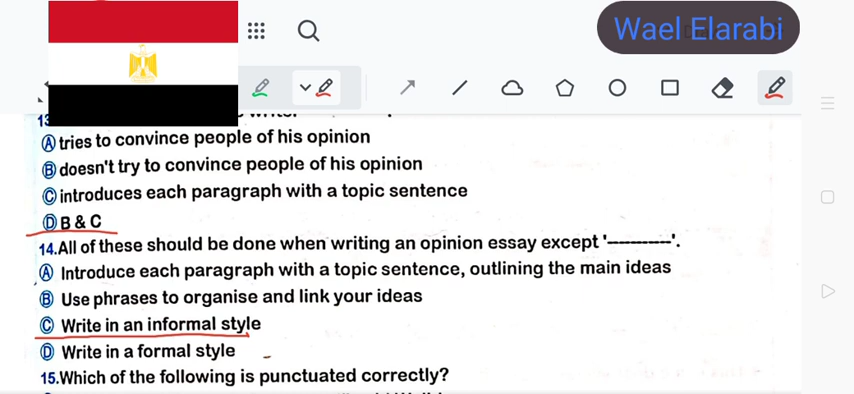 Wael Elarabi
Ⓐ tries to convince people of his opinion
Ⓑ doesn't try to convince people of his opinion
Ⓒ introduces each paragraph with a topic sentence
Ⓓ B & C
14.All of these should be done when writing an opinion essay except '----------'.
Ⓐ Introduce each paragraph with a topic sentence, outlining the main ideas
Ⓑ Use phrases to organise and link your ideas
Ⓒ Write in an informal style
Ⓓ Write in a formal style
15.Which of the following is punctuated correctly?